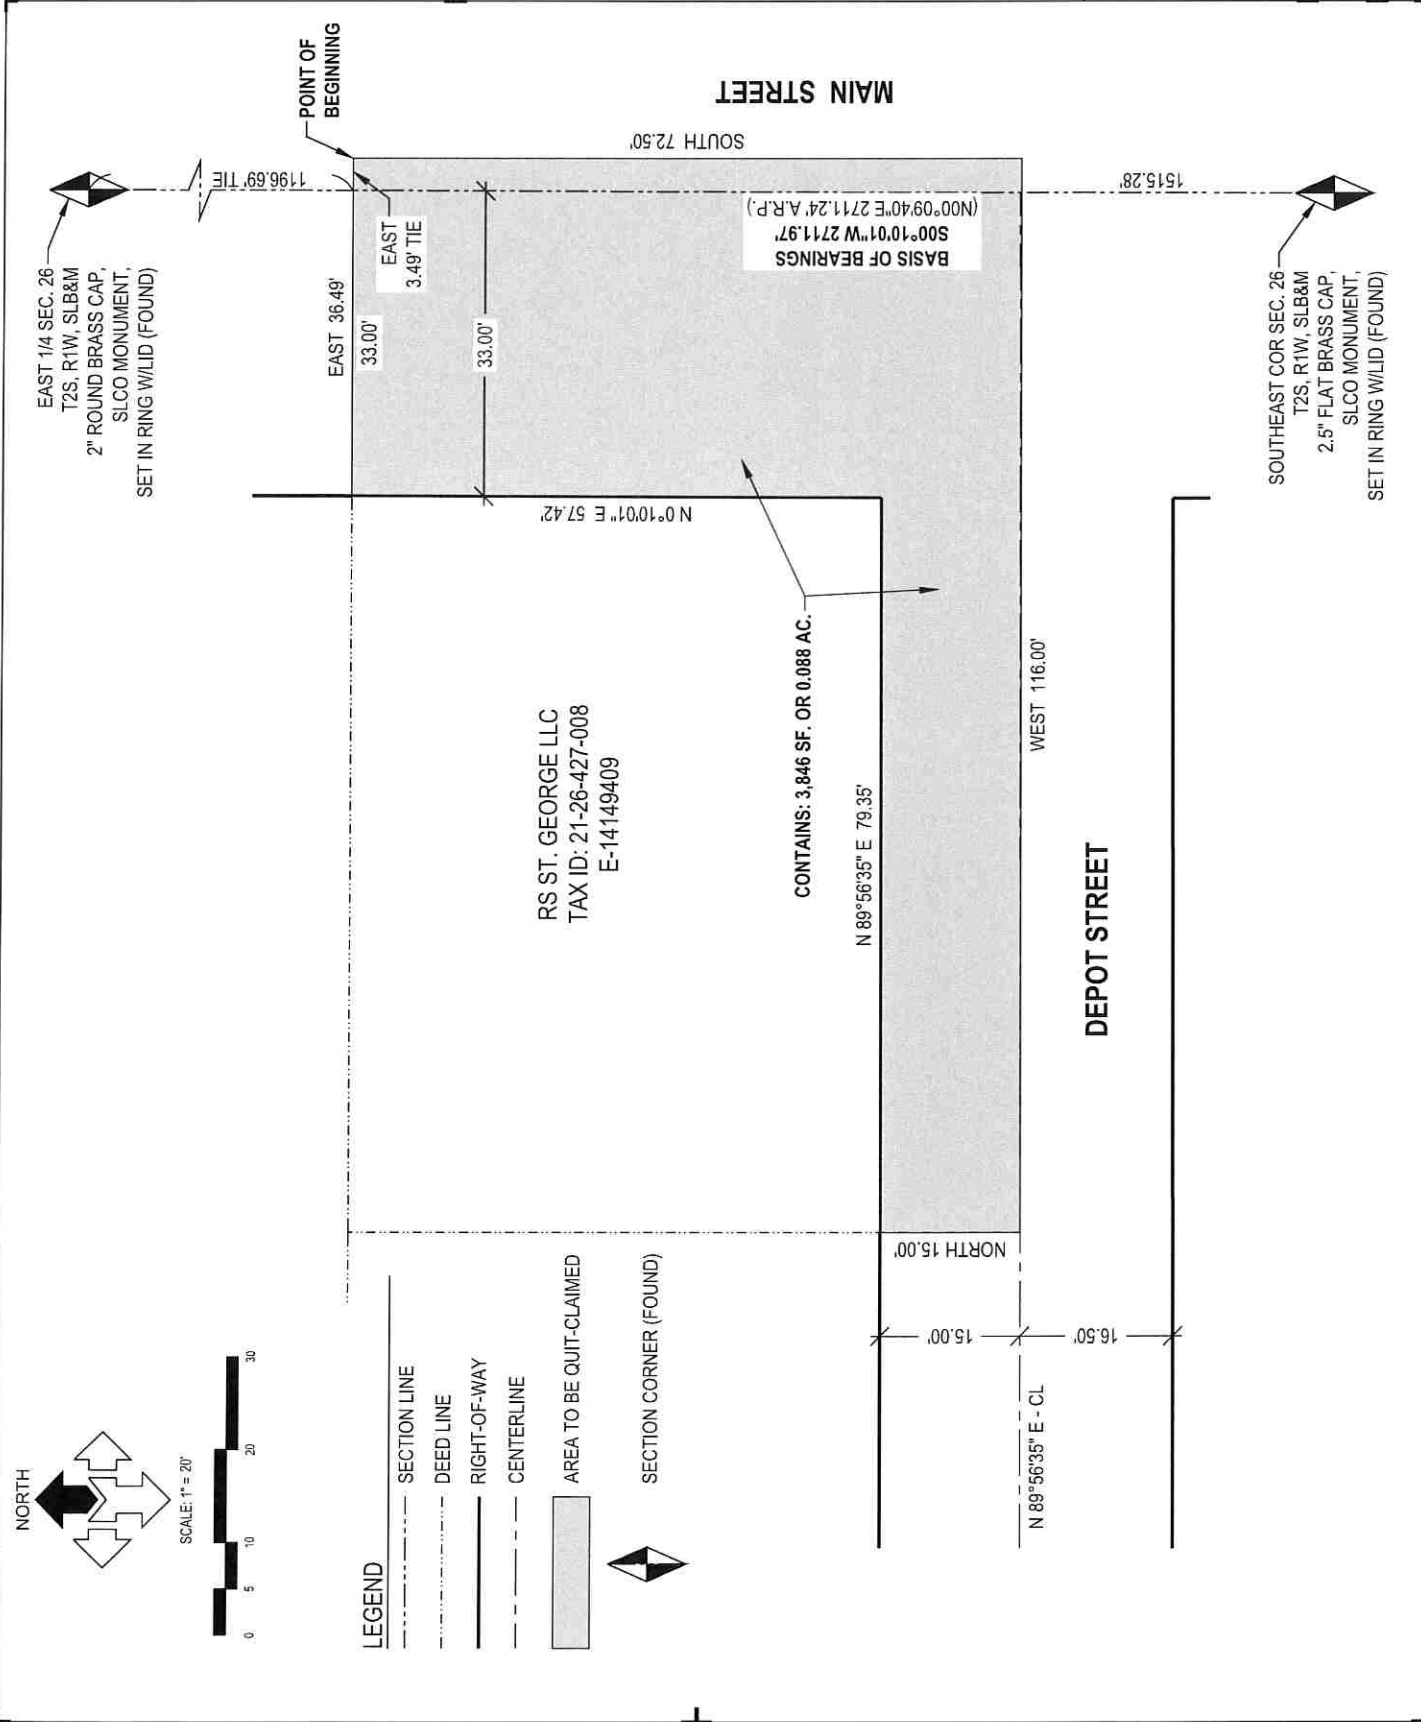 NORTH
SCALE: 1" = 20'
0 5 10 20 30
LEGEND
SECTION LINE
DEED LINE
RIGHT-OF-WAY
CENTERLINE
AREA TO BE QUIT-CLAIMED
SECTION CORNER (FOUND)
EAST 1/4 SEC. 26
T2S, R1W, SLB&M
2" ROUND BRASS CAP,
SLCO MONUMENT,
SET IN RING W/LID (FOUND)
1196.69' TIE
POINT OF
BEGINNING
EAST 36.49'
33.00'
EAST
3.49' TIE
33.00'
SOUTH 72.50'
MAIN STREET
BASIS OF BEARINGS
S00°10'01"W 2711.97'
(N00°09'40"E 2711.24' A.R.P.)
N 0°10'01" E 57.42'
RS ST. GEORGE LLC
TAX ID: 21-26-427-008
E-14149409
CONTAINS: 3,846 SF. OR 0.088 AC.
N 89°56'35" E 79.35'
WEST 116.00'
NORTH 15.00'
15.00'
16.50'
N 89°56'35" E - CL
DEPOT STREET
1515.28'
SOUTHEAST COR SEC. 26
T2S, R1W, SLB&M
2.5" FLAT BRASS CAP,
SLCO MONUMENT,
SET IN RING W/LID (FOUND)